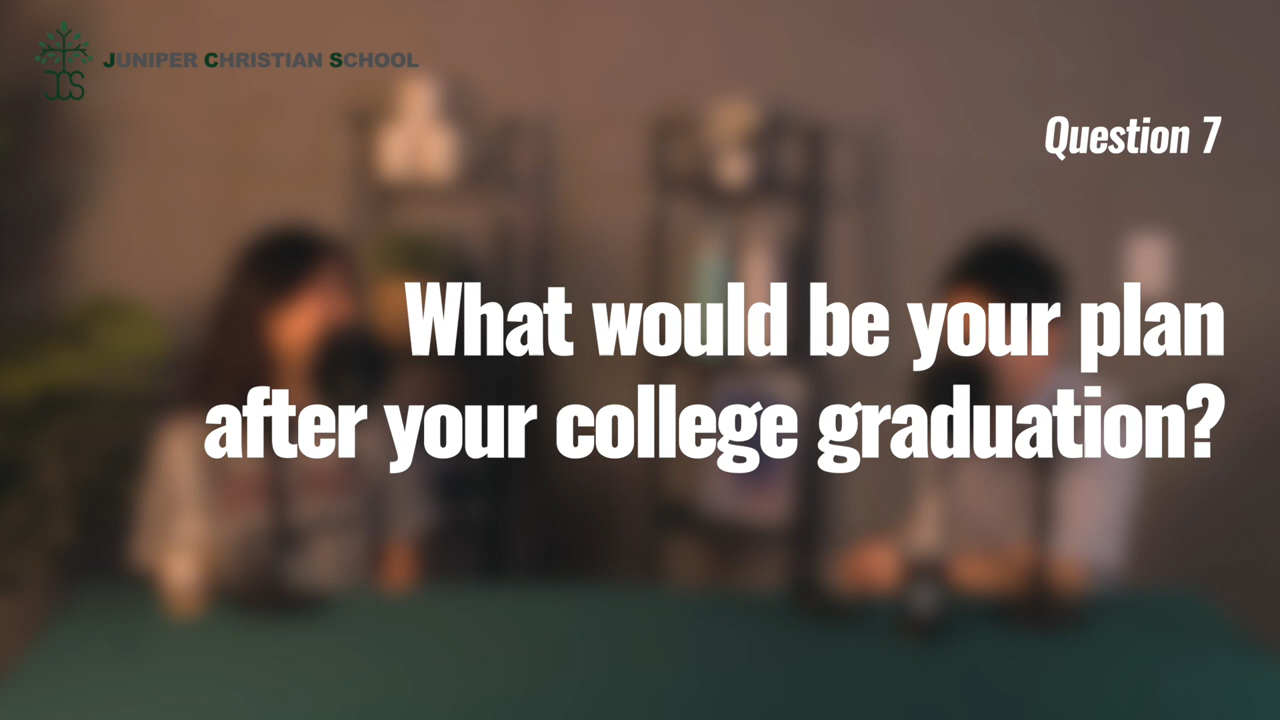 JCS
JUNIPER CHRISTIAN SCHOOL
Question 7
What would be your plan
after your college graduation?